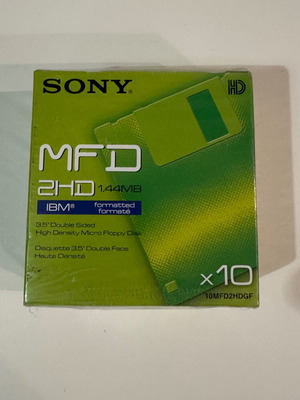 SONY®
HD
MFD
2HD 1.44MB
IBM® formatted
formaté
3.5" Double Sided
High Density Micro Floppy Disk
Disquette 3.5" Double Face
Haute Densité
x10
10MFD2HDGF